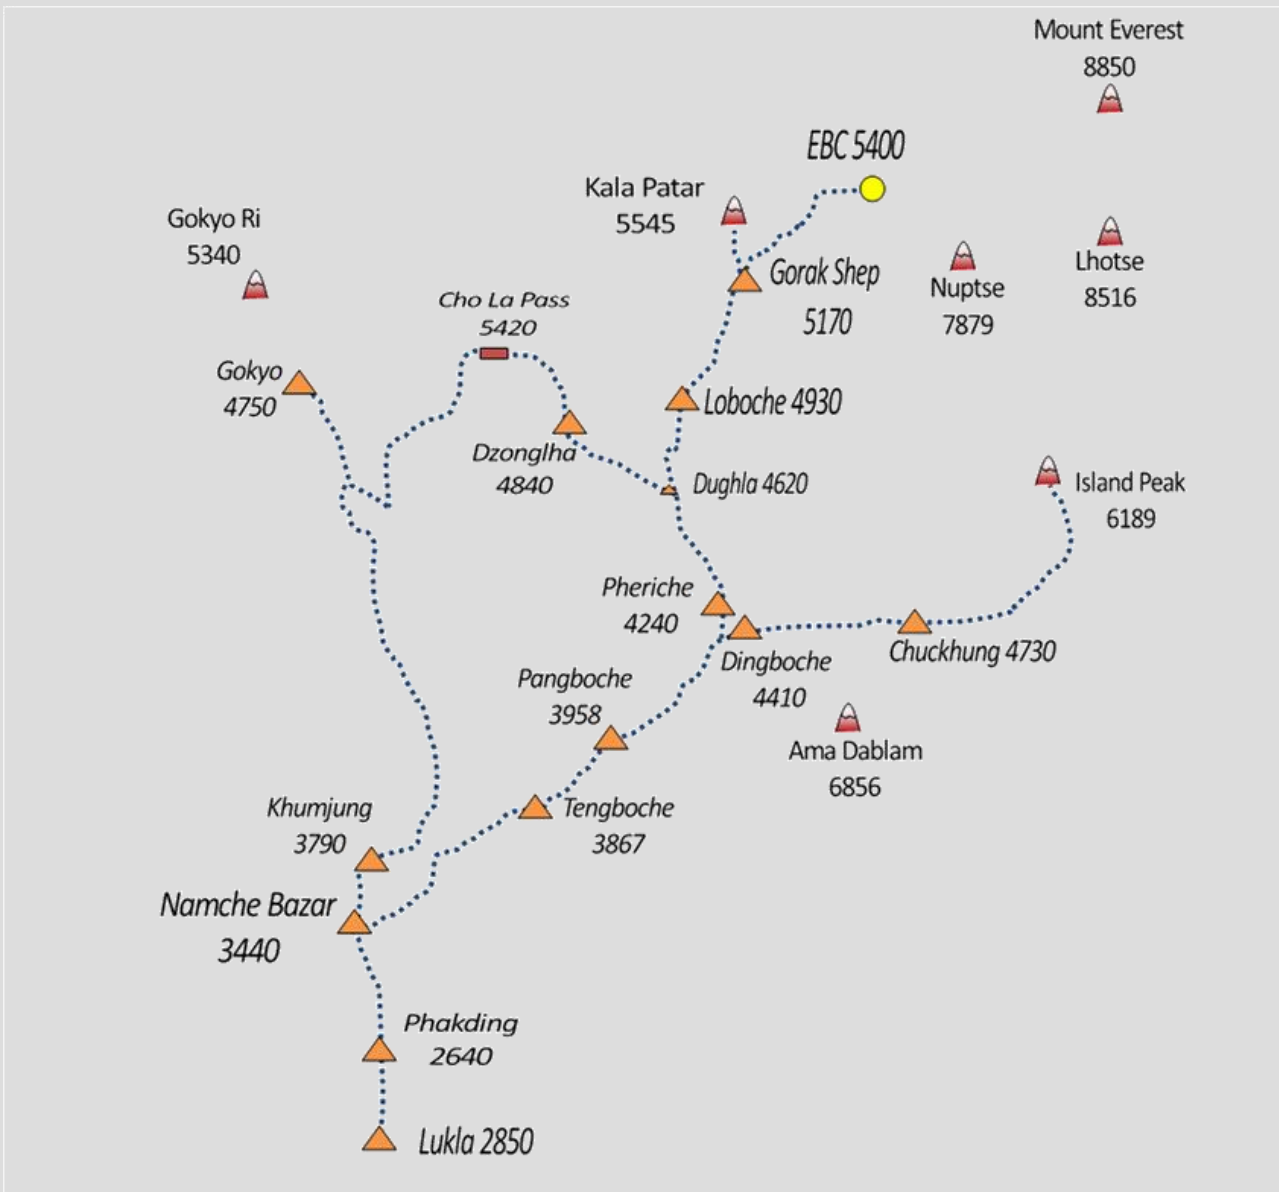 Mount Everest
8850
EBC 5400
Kala Patar
5545
Gokyo Ri
5340
Lhotse
8516
Gorak Shep
5170
Nuptse
7879
Cho La Pass
5420
Gokyo
4750
Loboche 4930
Dzonglha
4840
Dughla 4620
Island Peak
6189
Pheriche
4240
Dingboche
4410
Chuckhung 4730
Pangboche
3958
Ama Dablam
6856
Khumjung
3790
Tengboche
3867
Namche Bazar
3440
Phakding
2640
Lukla 2850